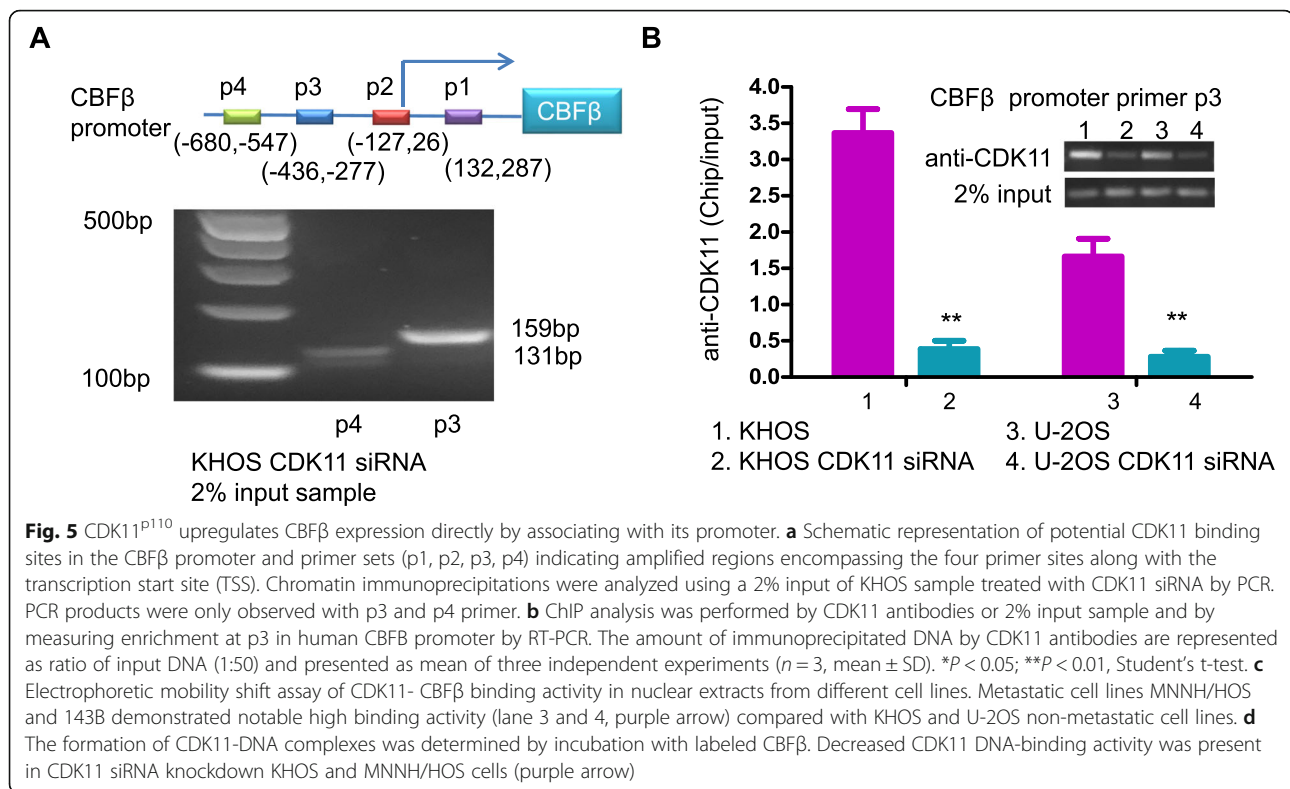 A
CBFβ
promoter
p4
p3
p2
p1
CBFβ
(-680,-547)
(-436,-277)
(-127,26)
(132,287)
500bp
100bp
159bp
131bp
p4
p3
KHOS CDK11 siRNA
2% input sample
B
anti-CDK11 (Chip/input)
4.0
3.5
3.0
2.5
2.0
1.5
1.0
0.5
0.0
CBFβ promoter primer p3
1 2 3 4
anti-CDK11
2% input
**
**
1 2 3 4
1. KHOS
2. KHOS CDK11 siRNA
3. U-2OS
4. U-2OS CDK11 siRNA
Fig. 5 CDK11p110 upregulates CBFβ expression directly by associating with its promoter. a Schematic representation of potential CDK11 binding
sites in the CBFβ promoter and primer sets (p1, p2, p3, p4) indicating amplified regions encompassing the four primer sites along with the
transcription start site (TSS). Chromatin immunoprecipitations were analyzed using a 2% input of KHOS sample treated with CDK11 siRNA by PCR.
PCR products were only observed with p3 and p4 primer. b ChIP analysis was performed by CDK11 antibodies or 2% input sample and by
measuring enrichment at p3 in human CBFB promoter by RT-PCR. The amount of immunoprecipitated DNA by CDK11 antibodies are represented
as ratio of input DNA (1:50) and presented as mean of three independent experiments (n = 3, mean ± SD). *P < 0.05; **P < 0.01, Student's t-test. c
Electrophoretic mobility shift assay of CDK11- CBFβ binding activity in nuclear extracts from different cell lines. Metastatic cell lines MNNH/HOS
and 143B demonstrated notable high binding activity (lane 3 and 4, purple arrow) compared with KHOS and U-2OS non-metastatic cell lines. d
The formation of CDK11-DNA complexes was determined by incubation with labeled CBFβ. Decreased CDK11 DNA-binding activity was present
in CDK11 siRNA knockdown KHOS and MNNH/HOS cells (purple arrow)